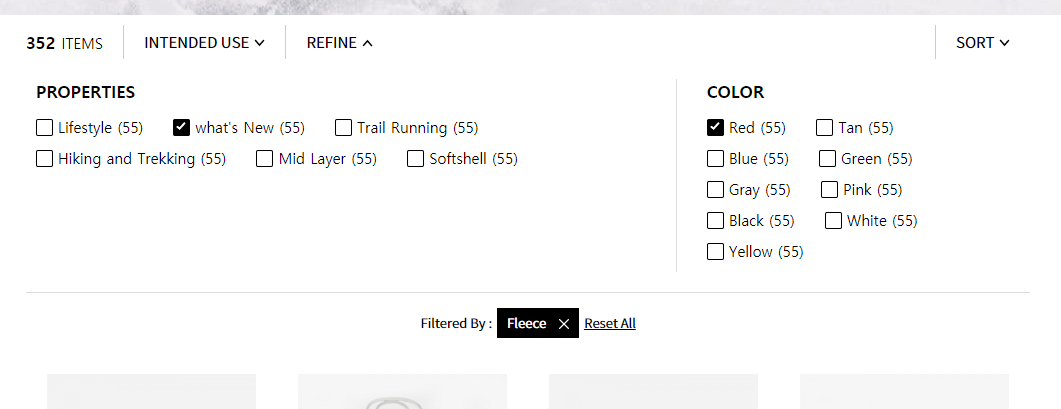 352 ITEMS INTENDED USE REFINE SORT
PROPERTIES
Lifestyle (55) what's New (55) Trail Running (55)
Hiking and Trekking (55) Mid Layer (55) Softshell (55)
COLOR
Red (55) Tan (55)
Blue (55) Green (55)
Gray (55) Pink (55)
Black (55) White (55)
Yellow (55)
Filtered By : Fleece Reset All